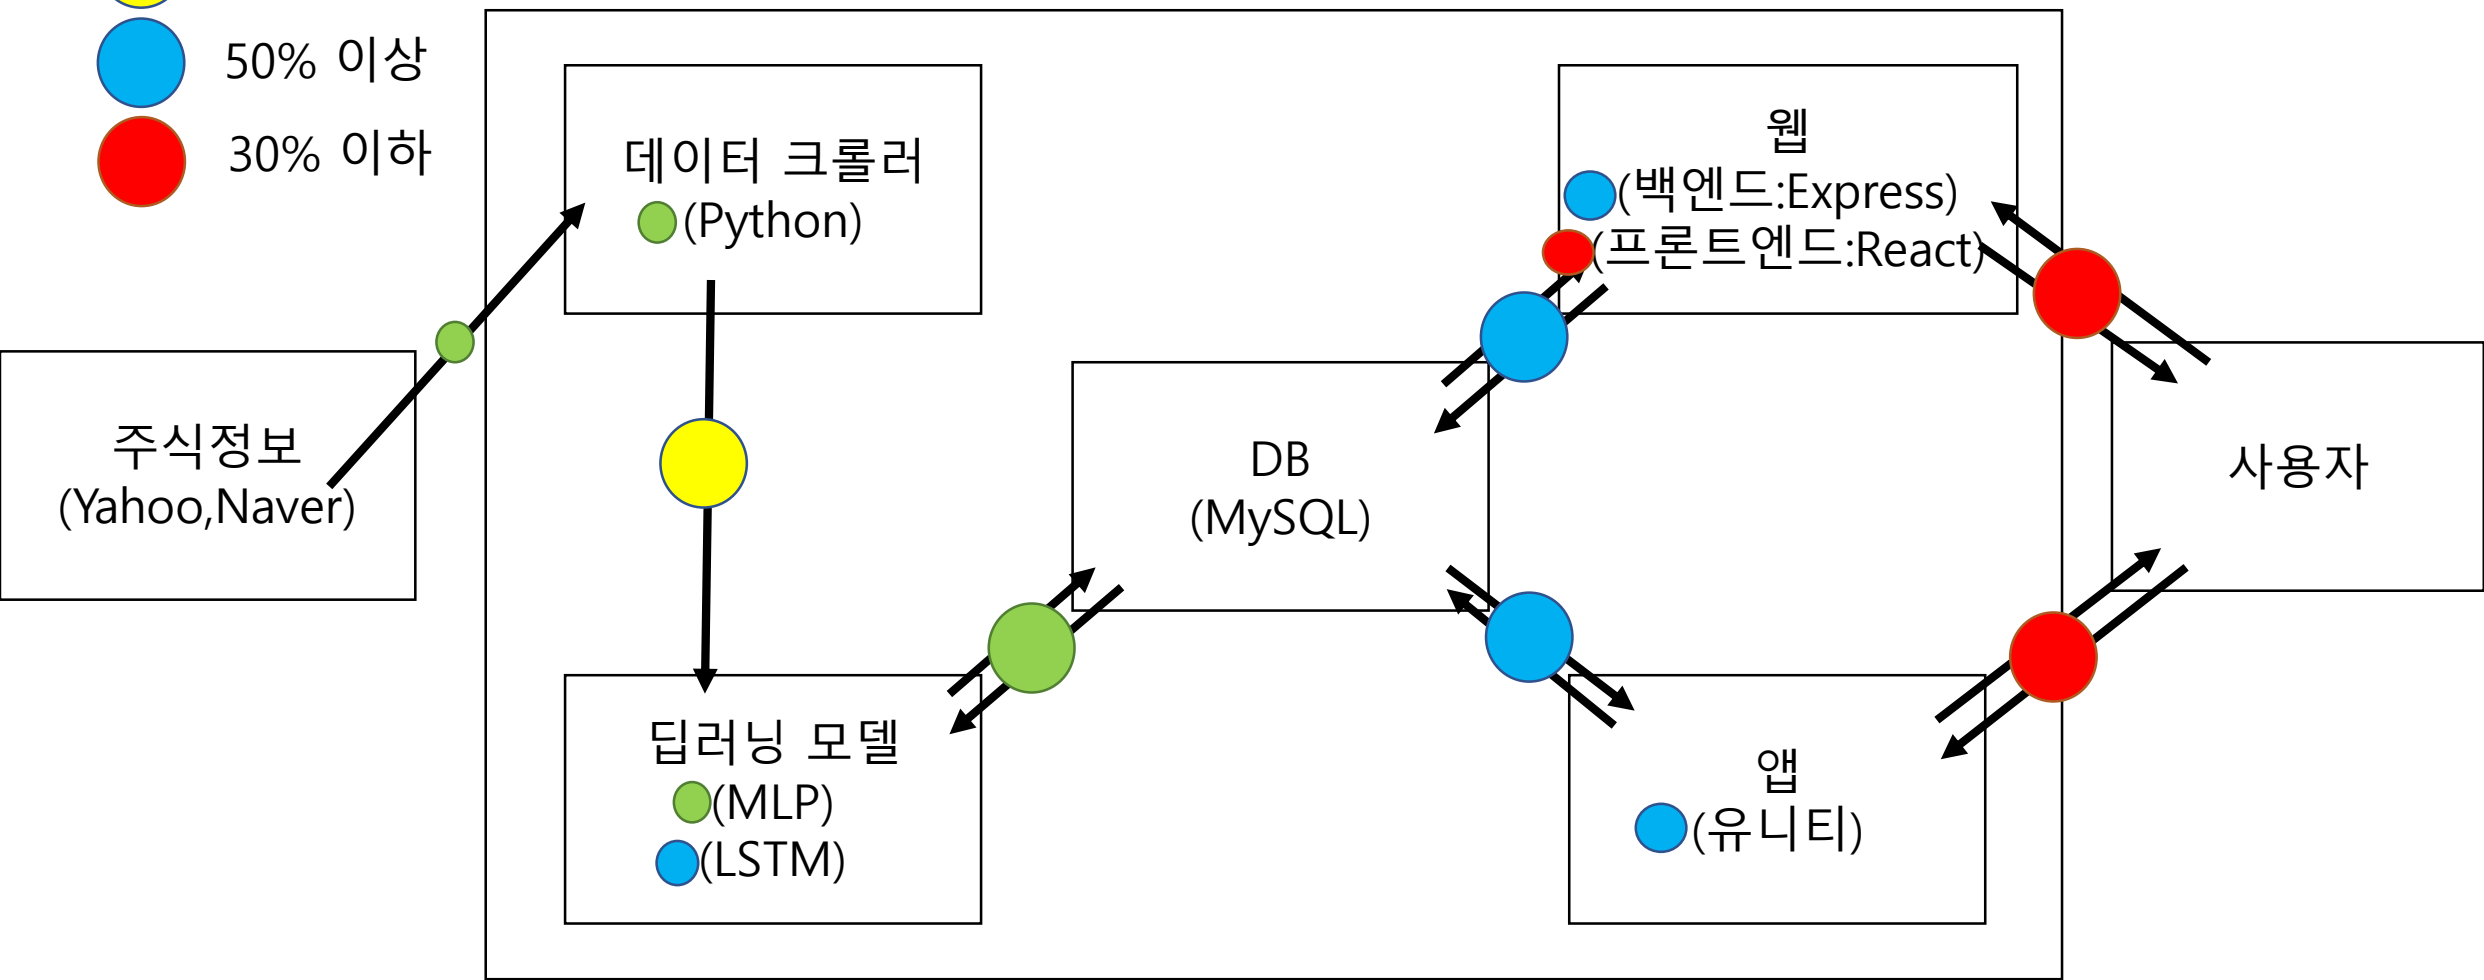 50% 이상
30% 이하
데이터 크롤러
(Python)
웹
(백엔드:Express)
(프론트엔드:React)
주식정보
(Yahoo,Naver)
DB
(MySQL)
사용자
딥러닝 모델
(MLP)
(LSTM)
앱
(유니티)